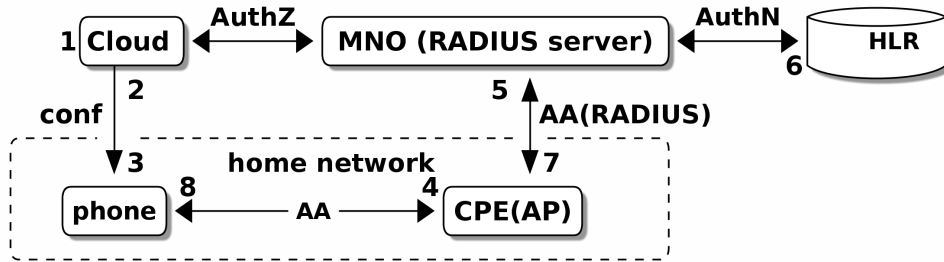 AuthZ
AuthN
1 Cloud
MNO (RADIUS server)
HLR
6
2
5
conf
AA(RADIUS)
3
home network
7
8
4
phone
AA
CPE(AP)